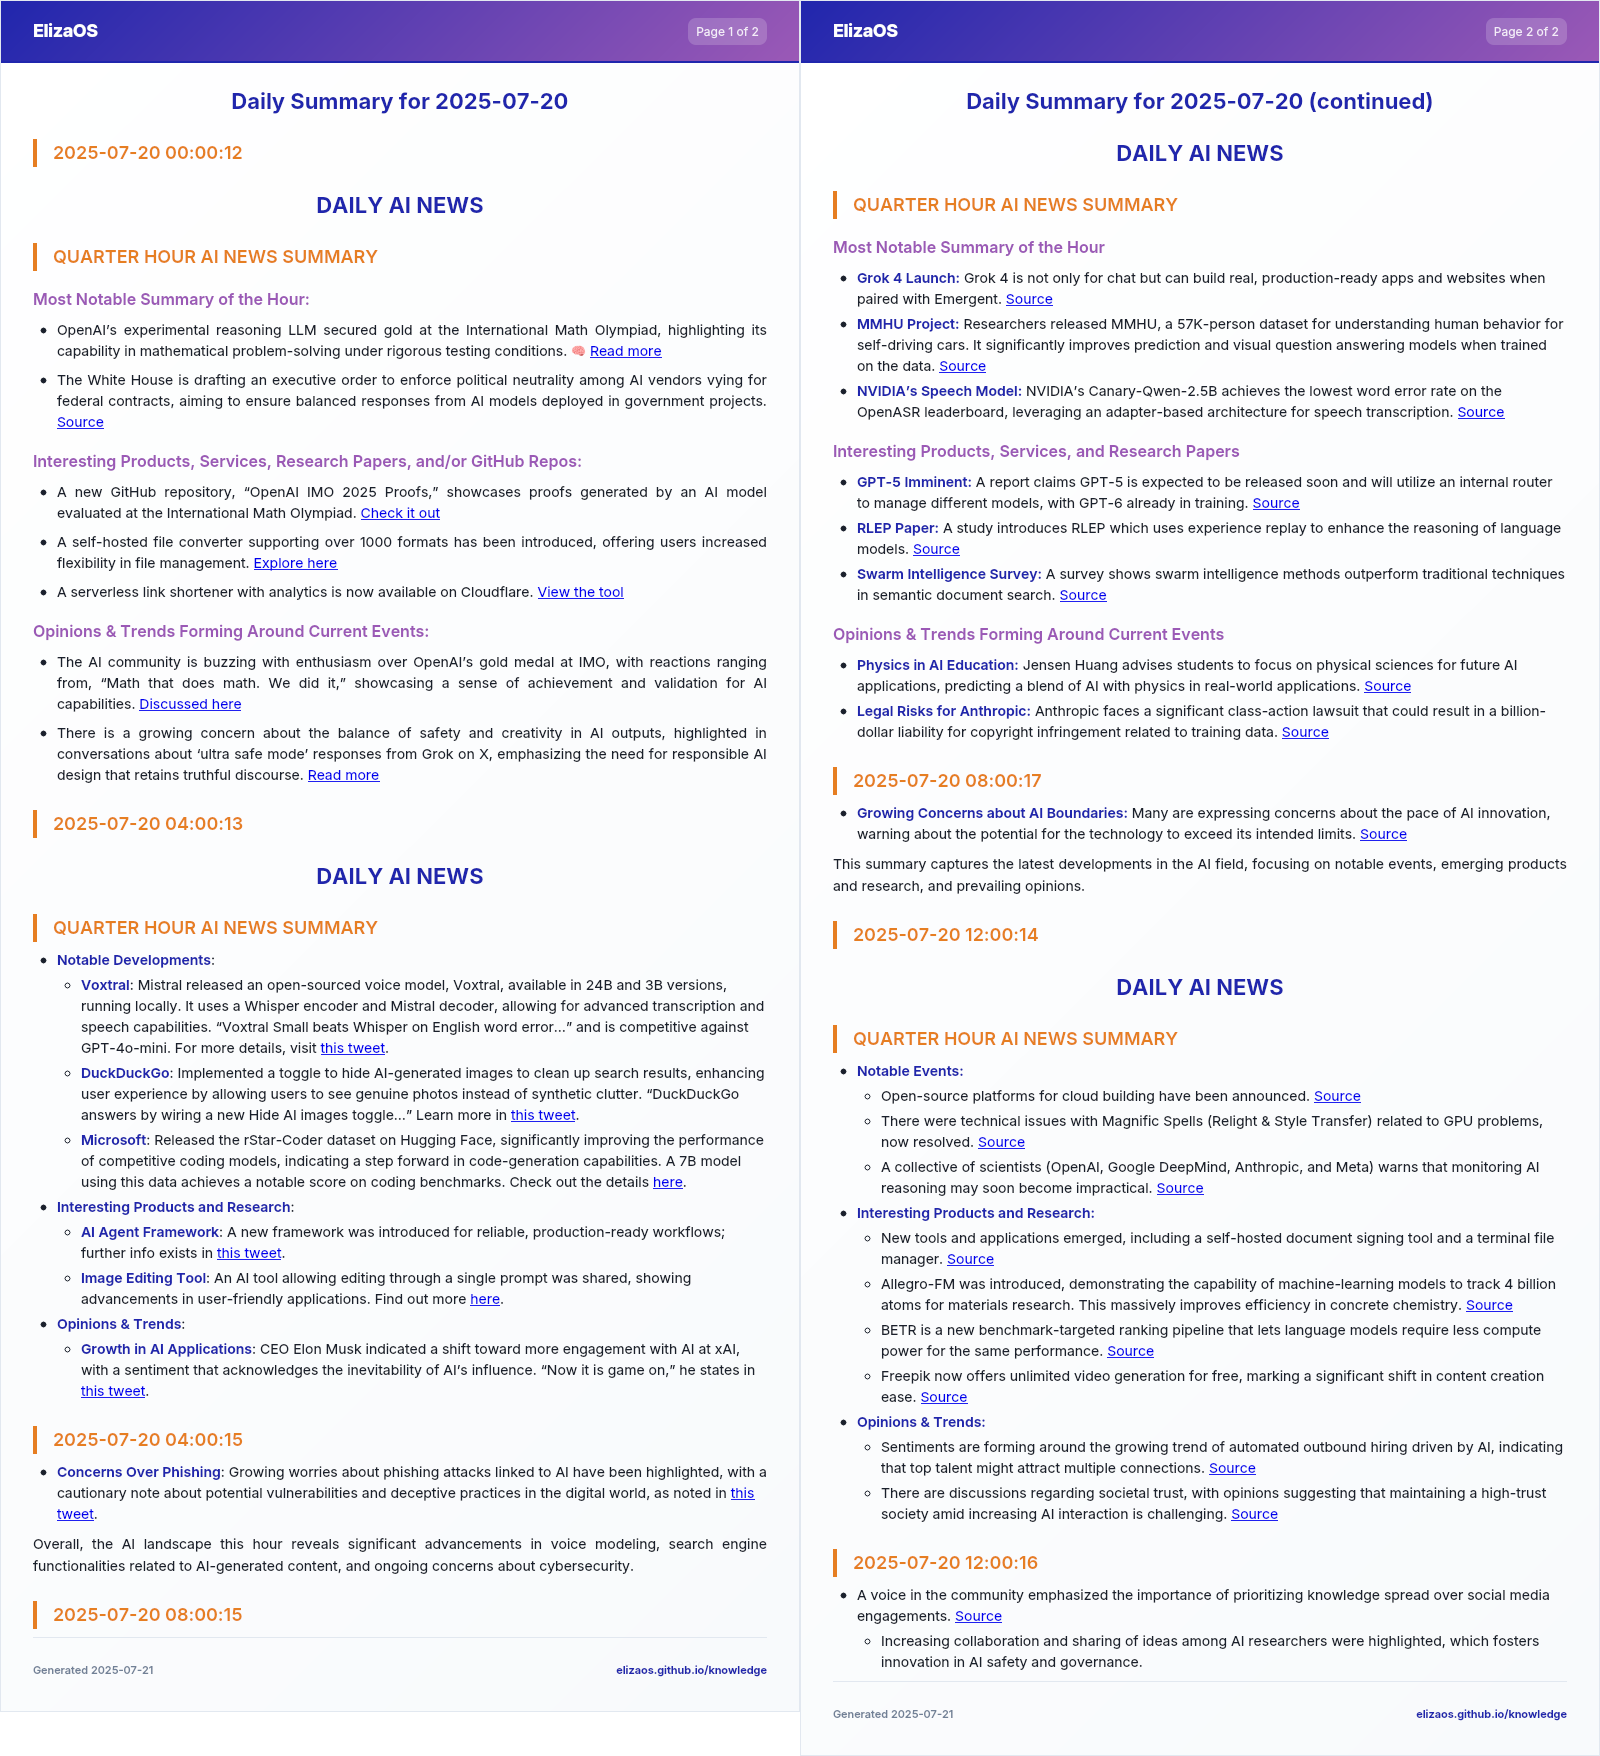 ElizaOS
Page 1 of 2
Daily Summary for 2025-07-20
2025-07-20 00:00:12
DAILY AI NEWS
QUARTER HOUR AI NEWS SUMMARY
Most Notable Summary of the Hour:
• OpenAI’s experimental reasoning LLM secured gold at the International Math Olympiad, highlighting its
capability in mathematical problem-solving under rigorous testing conditions. 🧠 Read more
• The White House is drafting an executive order to enforce political neutrality among AI vendors vying for
federal contracts, aiming to ensure balanced responses from AI models deployed in government projects.
Source
Interesting Products, Services, Research Papers, and/or GitHub Repos:
• A new GitHub repository, “OpenAI IMO 2025 Proofs,” showcases proofs generated by an AI model
evaluated at the International Math Olympiad. Check it out
• A self-hosted file converter supporting over 1000 formats has been introduced, offering users increased
flexibility in file management. Explore here
• A serverless link shortener with analytics is now available on Cloudflare. View the tool
Opinions & Trends Forming Around Current Events:
• The AI community is buzzing with enthusiasm over OpenAI’s gold medal at IMO, with reactions ranging
from, “Math that does math. We did it,” showcasing a sense of achievement and validation for AI
capabilities. Discussed here
• There is a growing concern about the balance of safety and creativity in AI outputs, highlighted in
conversations about ‘ultra safe mode’ responses from Grok on X, emphasizing the need for responsible AI
design that retains truthful discourse. Read more
2025-07-20 04:00:13
DAILY AI NEWS
QUARTER HOUR AI NEWS SUMMARY
• Notable Developments:
◦ Voxtral: Mistral released an open-sourced voice model, Voxtral, available in 24B and 3B versions,
running locally. It uses a Whisper encoder and Mistral decoder, allowing for advanced transcription and
speech capabilities. “Voxtral Small beats Whisper on English word error…” and is competitive against
GPT-4o-mini. For more details, visit this tweet.
◦ DuckDuckGo: Implemented a toggle to hide AI-generated images to clean up search results, enhancing
user experience by allowing users to see genuine photos instead of synthetic clutter. “DuckDuckGo
answers by wiring a new Hide AI images toggle…” Learn more in this tweet.
◦ Microsoft: Released the rStar-Coder dataset on Hugging Face, significantly improving the performance
of competitive coding models, indicating a step forward in code-generation capabilities. A 7B model
using this data achieves a notable score on coding benchmarks. Check out the details here.
• Interesting Products and Research:
◦ AI Agent Framework: A new framework was introduced for reliable, production-ready workflows;
further info exists in this tweet.
◦ Image Editing Tool: An AI tool allowing editing through a single prompt was shared, showing
advancements in user-friendly applications. Find out more here.
• Opinions & Trends:
◦ Growth in AI Applications: CEO Elon Musk indicated a shift toward more engagement with AI at xAI,
with a sentiment that acknowledges the inevitability of AI’s influence. “Now it is game on,” he states in
this tweet.
2025-07-20 04:00:15
• Concerns Over Phishing: Growing worries about phishing attacks linked to AI have been highlighted, with a
cautionary note about potential vulnerabilities and deceptive practices in the digital world, as noted in this
tweet.
Overall, the AI landscape this hour reveals significant advancements in voice modeling, search engine
functionalities related to AI-generated content, and ongoing concerns about cybersecurity.
2025-07-20 08:00:15
Generated 2025-07-21
elizaos.github.io/knowledge
ElizaOS
Page 2 of 2
Daily Summary for 2025-07-20 (continued)
DAILY AI NEWS
QUARTER HOUR AI NEWS SUMMARY
Most Notable Summary of the Hour
• Grok 4 Launch: Grok 4 is not only for chat but can build real, production-ready apps and websites when
paired with Emergent. Source
• MMHU Project: Researchers released MMHU, a 57K-person dataset for understanding human behavior for
self-driving cars. It significantly improves prediction and visual question answering models when trained
on the data. Source
• NVIDIA’s Speech Model: NVIDIA’s Canary-Qwen-2.5B achieves the lowest word error rate on the
OpenASR leaderboard, leveraging an adapter-based architecture for speech transcription. Source
Interesting Products, Services, and Research Papers
• GPT-5 Imminent: A report claims GPT-5 is expected to be released soon and will utilize an internal router
to manage different models, with GPT-6 already in training. Source
• RLEP Paper: A study introduces RLEP which uses experience replay to enhance the reasoning of language
models. Source
• Swarm Intelligence Survey: A survey shows swarm intelligence methods outperform traditional techniques
in semantic document search. Source
Opinions & Trends Forming Around Current Events
• Physics in AI Education: Jensen Huang advises students to focus on physical sciences for future AI
applications, predicting a blend of AI with physics in real-world applications. Source
• Legal Risks for Anthropic: Anthropic faces a significant class-action lawsuit that could result in a billion-
dollar liability for copyright infringement related to training data. Source
2025-07-20 08:00:17
• Growing Concerns about AI Boundaries: Many are expressing concerns about the pace of AI innovation,
warning about the potential for the technology to exceed its intended limits. Source
This summary captures the latest developments in the AI field, focusing on notable events, emerging products
and research, and prevailing opinions.
2025-07-20 12:00:14
DAILY AI NEWS
QUARTER HOUR AI NEWS SUMMARY
• Notable Events:
◦ Open-source platforms for cloud building have been announced. Source
◦ There were technical issues with Magnific Spells (Relight & Style Transfer) related to GPU problems,
now resolved. Source
◦ A collective of scientists (OpenAI, Google DeepMind, Anthropic, and Meta) warns that monitoring AI
reasoning may soon become impractical. Source
• Interesting Products and Research:
◦ New tools and applications emerged, including a self-hosted document signing tool and a terminal file
manager. Source
◦ Allegro-FM was introduced, demonstrating the capability of machine-learning models to track 4 billion
atoms for materials research. This massively improves efficiency in concrete chemistry. Source
◦ BETR is a new benchmark-targeted ranking pipeline that lets language models require less compute
power for the same performance. Source
◦ Freepik now offers unlimited video generation for free, marking a significant shift in content creation
ease. Source
• Opinions & Trends:
◦ Sentiments are forming around the growing trend of automated outbound hiring driven by AI, indicating
that top talent might attract multiple connections. Source
◦ There are discussions regarding societal trust, with opinions suggesting that maintaining a high-trust
society amid increasing AI interaction is challenging. Source
2025-07-20 12:00:16
• A voice in the community emphasized the importance of prioritizing knowledge spread over social media
engagements. Source
◦ Increasing collaboration and sharing of ideas among AI researchers were highlighted, which fosters
innovation in AI safety and governance.
Generated 2025-07-21
elizaos.github.io/knowledge